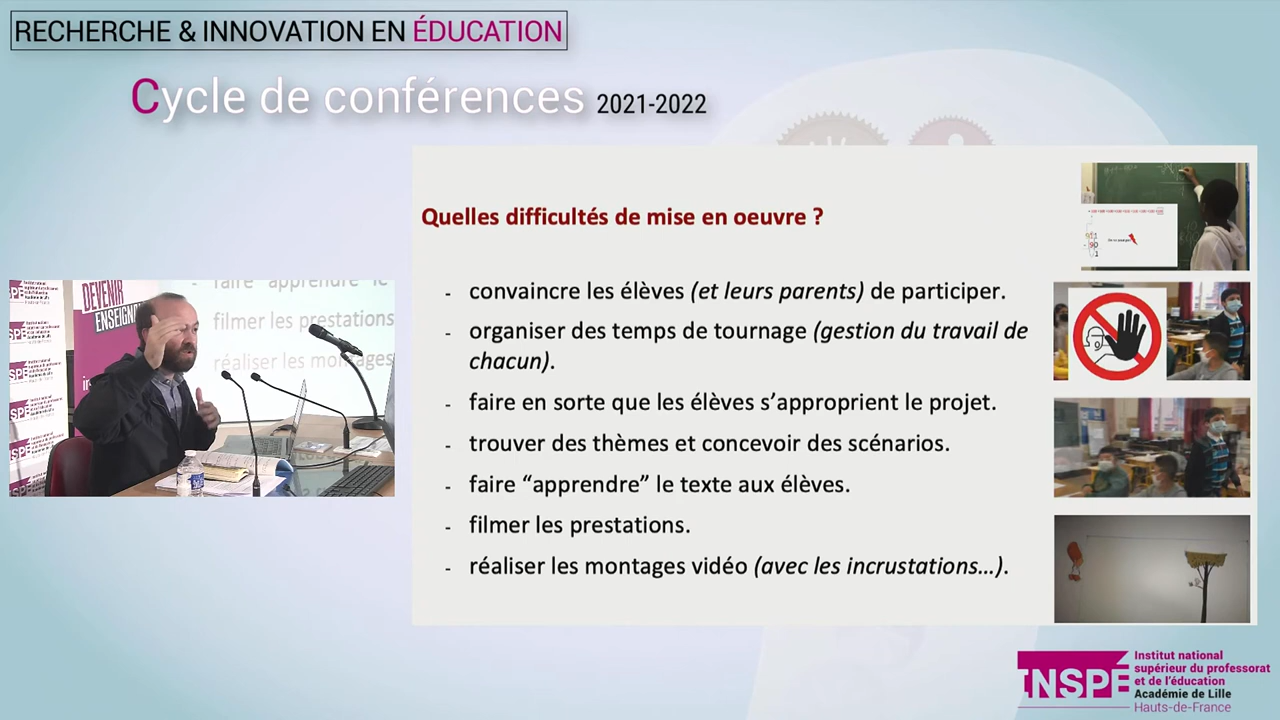 RECHERCHE & INNOVATION EN ÉDUCATION
Cycle de conférences 2021-2022
Quelles difficultés de mise en oeuvre ?
- convaincre les élèves (et leurs parents) de participer.
- organiser des temps de tournage (gestion du travail de
chacun).
- faire en sorte que les élèves s’approprient le projet.
- trouver des thèmes et concevoir des scénarios.
- faire “apprendre” le texte aux élèves.
- filmer les prestations.
- réaliser les montages vidéo (avec les incrustations…).
DEVENIR
faire "apprendre" le
filmer les prestations
réaliser les montages
INSPÉ
Institut national
supérieur du professorat
et de l’éducation
Académie de Lille
Hauts-de-France